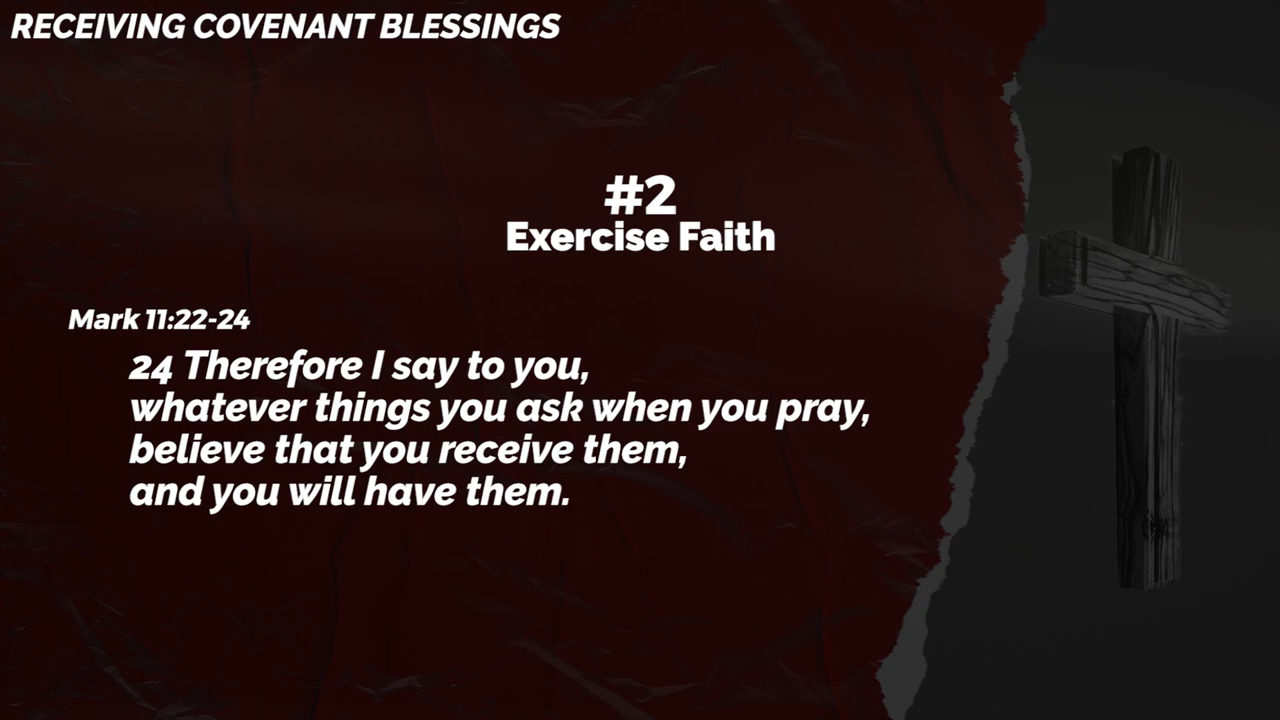 RECEIVING COVENANT BLESSINGS
#2
Exercise Faith
Mark 11:22-24
24 Therefore I say to you,
whatever things you ask when you pray,
believe that you receive them,
and you will have them.